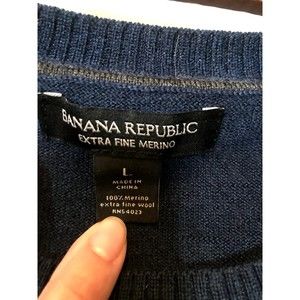 BANANA REPUBLIC
EXTRA FINE MERINO
L
MADE IN
CHINA
100% Merino
extra fine wool
RN54023